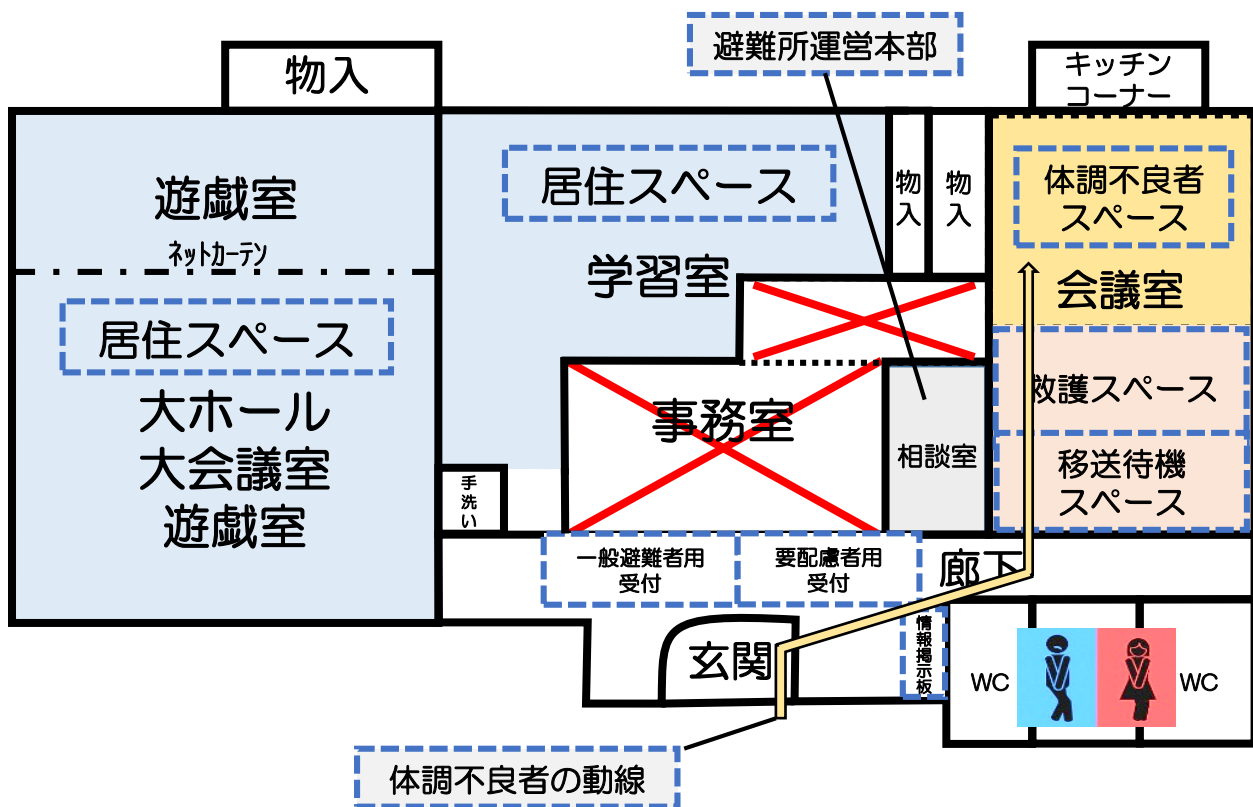 避難所運営本部
物入
キッチン
コーナー
遊戯室
ネットカーテン
居住スペース
大ホール
大会議室
遊戯室
居住スペース
学習室
物入
物入
体調不良者
スペース
会議室
救護スペース
移送待機
スペース
事務室
相談室
手洗い
一般避難者用
受付
要配慮者用
受付
廊下
玄関
情報掲示板
WC
WC
体調不良者の動線